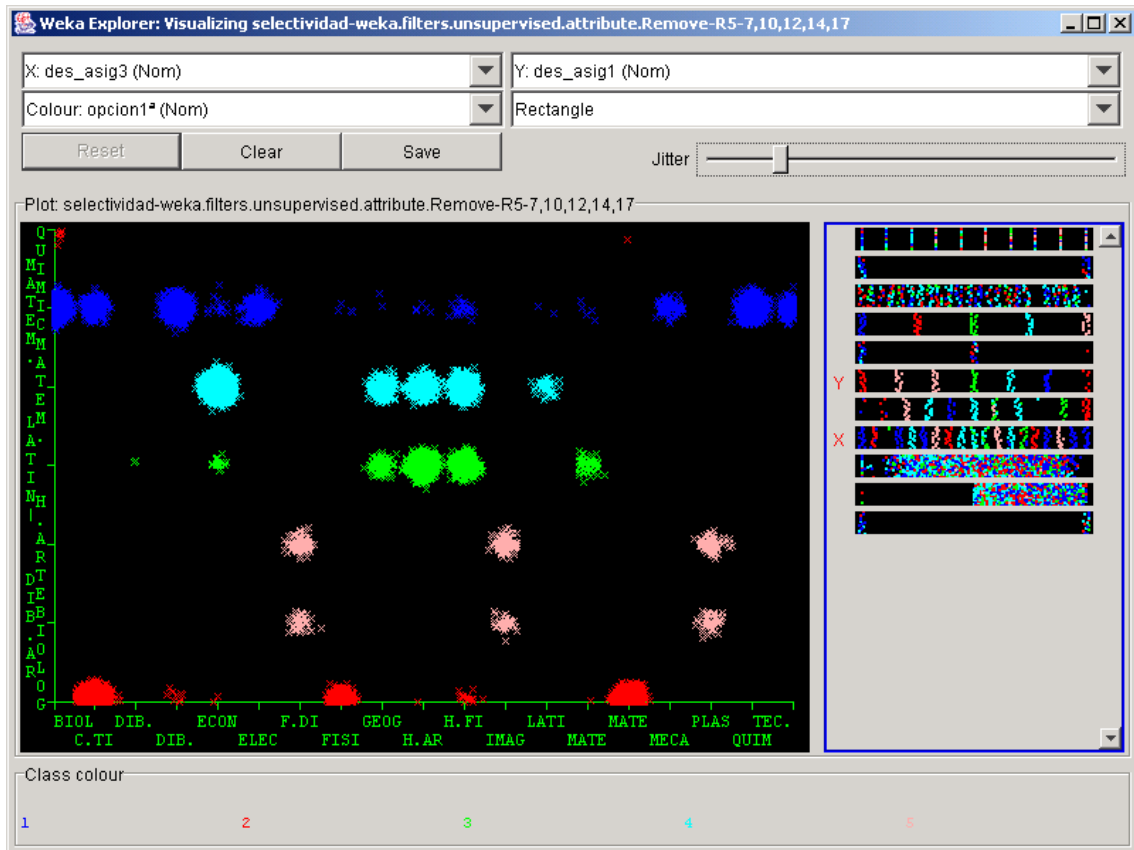 Weka Explorer: Visualizing selectividad-weka.filters.unsupervised.attribute.Remove-R5-7,10,12,14,17
X: des_asig3 (Nom)
Y: des_asig1 (Nom)
Colour: opcion1ª (Nom)
Rectangle
Reset
Clear
Save
Jitter
Plot: selectividad-weka.filters.unsupervised.attribute.Remove-R5-7,10,12,14,17
Y
X
BIOL DIB. ECON F.DI GEOG H.FI LATI MATE PLAS TEC.
C.TI DIB. ELEC FISI H.AR IMAG MATE MECA QUIM
Class colour
1 2 3 4 5